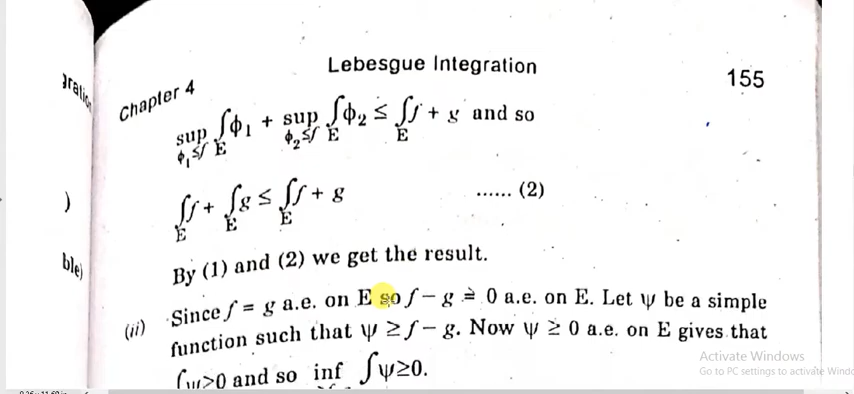 Lebesgue Integration
155
Chapter 4
sup ∫ϕ₁ + sup ∫ϕ₂ ≤ ∫f + g and so
ϕ₁≤f E ϕ₂≤f E E
∫f + ∫g ≤ ∫f + g ...... (2)
E E E
By (1) and (2) we get the result.
(ii) Since f = g a.e. on E so f − g = 0 a.e. on E. Let ψ be a simple
function such that ψ ≥ f − g. Now ψ ≥ 0 a.e. on E gives that
∫ψ>0 and so inf ∫ψ≥0.
)
ble)
Activate Windows
Go to PC settings to activate Windo